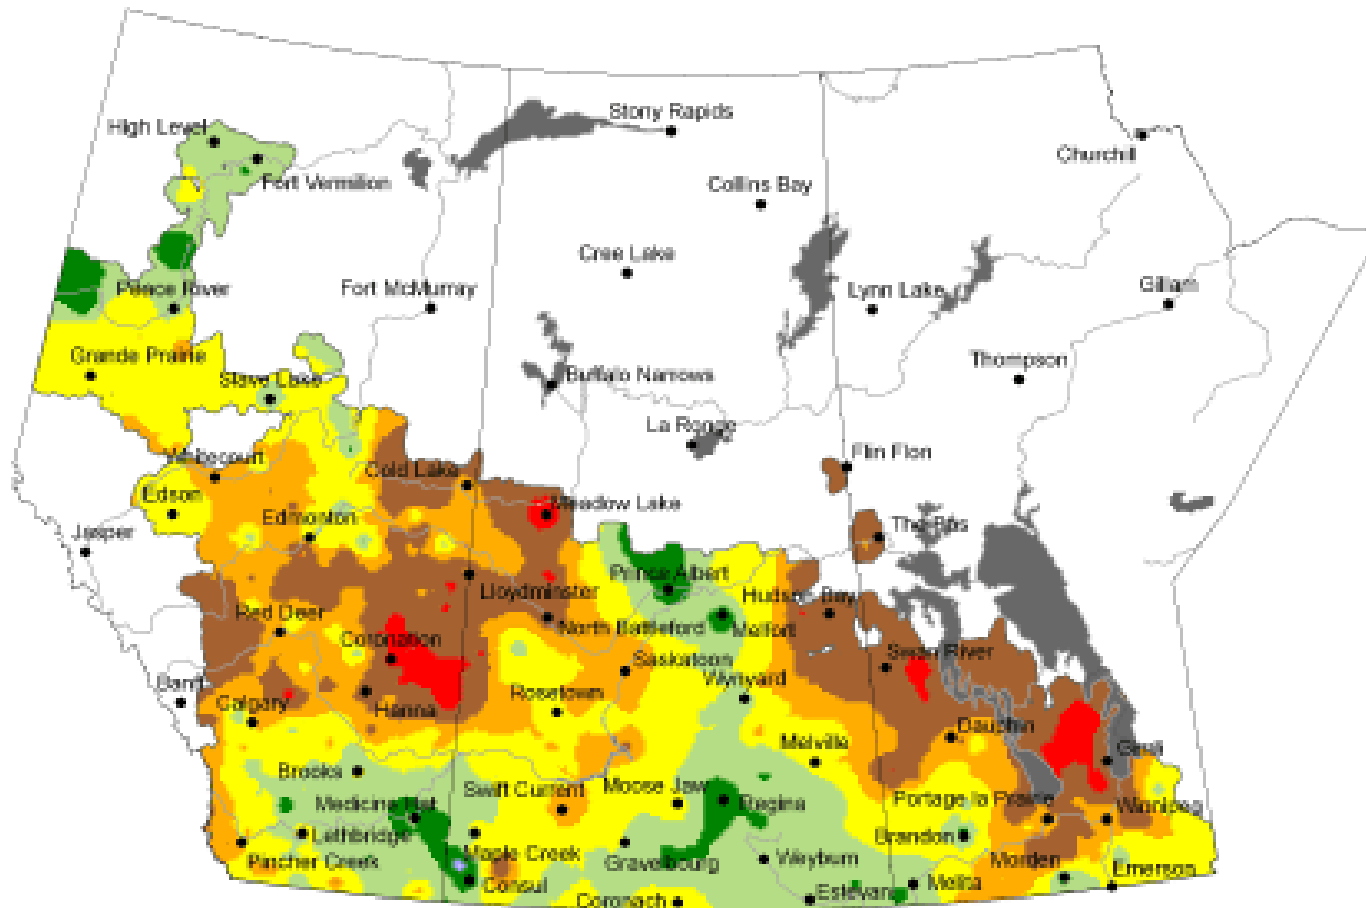 Stony Rapids
High Level
Churchill
Fort Vermilion
Collins Bay
Cree Lake
Peace River
Fort McMurray
Lynn Lake
Gillam
Grande Prairie
Thompson
Slave Lake
Buffalo Narrows
La Ronge
Flin Flon
Whitecourt
Cold Lake
Edson
Meadow Lake
Edmonton
Jasper
The Pas
Prince Albert
Lloydminster
Hudson Bay
Red Deer
North Battleford
Melfort
Coronation
Saskatoon
Swan River
Banff
Wynyard
Calgary
Hanna
Rosetown
Dauphin
Melville
Gimli
Brooks
Swift Current
Moose Jaw
Medicine Hat
Regina
Portage la Prairie
Winnipeg
Lethbridge
Brandon
Pincher Creek
Maple Creek
Gravelbourg
Weyburn
Morden
Emerson
Consul
Melita
Estevan
Coronach